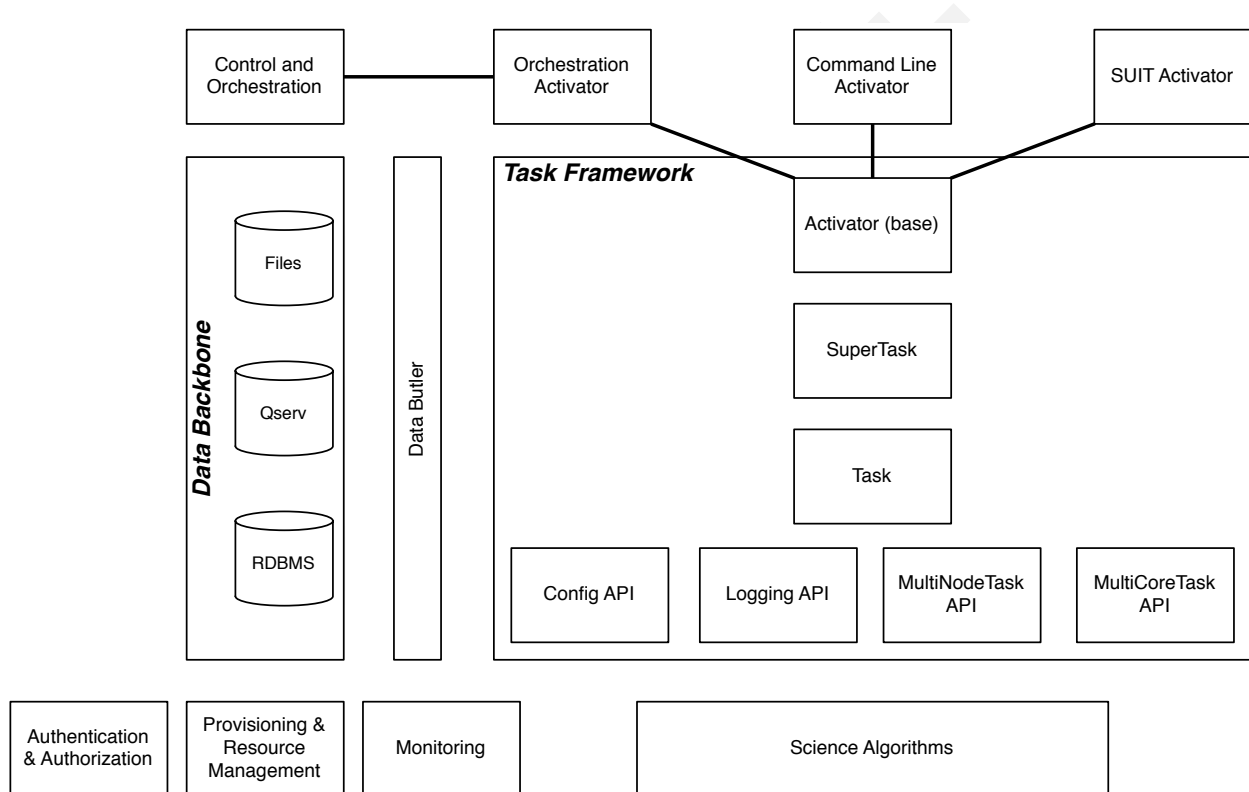 Control and
Orchestration
Orchestration
Activator
Command Line
Activator
SUIT Activator
Task Framework
Activator (base)
Files
SuperTask
Data Backbone
Data Butler
Qserv
Task
RDBMS
Config API
Logging API
MultiNodeTask
API
MultiCoreTask
API
Authentication
& Authorization
Provisioning &
Resource
Management
Monitoring
Science Algorithms